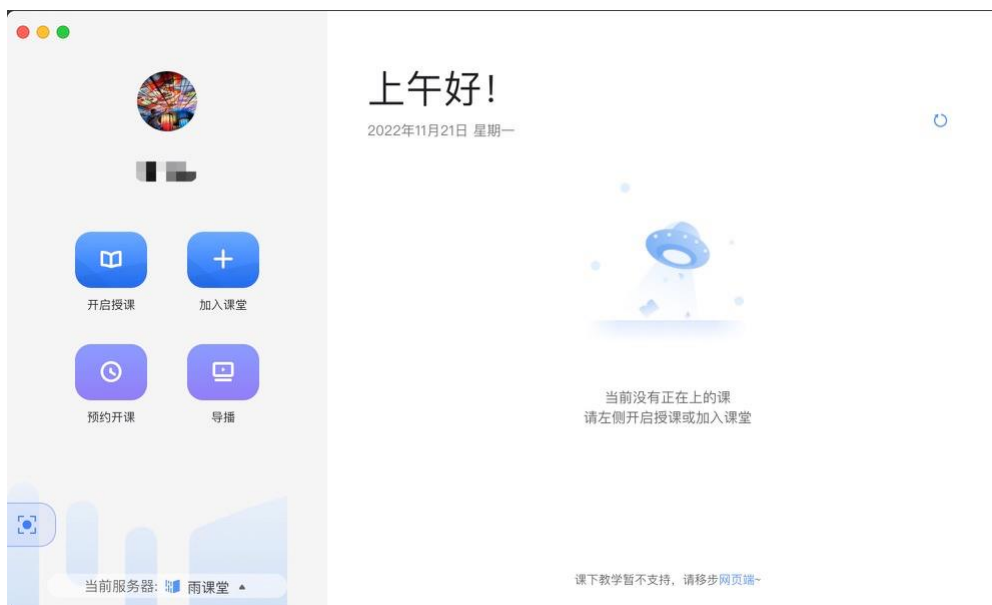 上午好!
2022年11月21日 星期一
开启授课
加入课堂
预约开课
导播
当前没有正在上的课
请左侧开启授课或加入课堂
当前服务器: 雨课堂
课下教学暂不支持，请移步网页端~